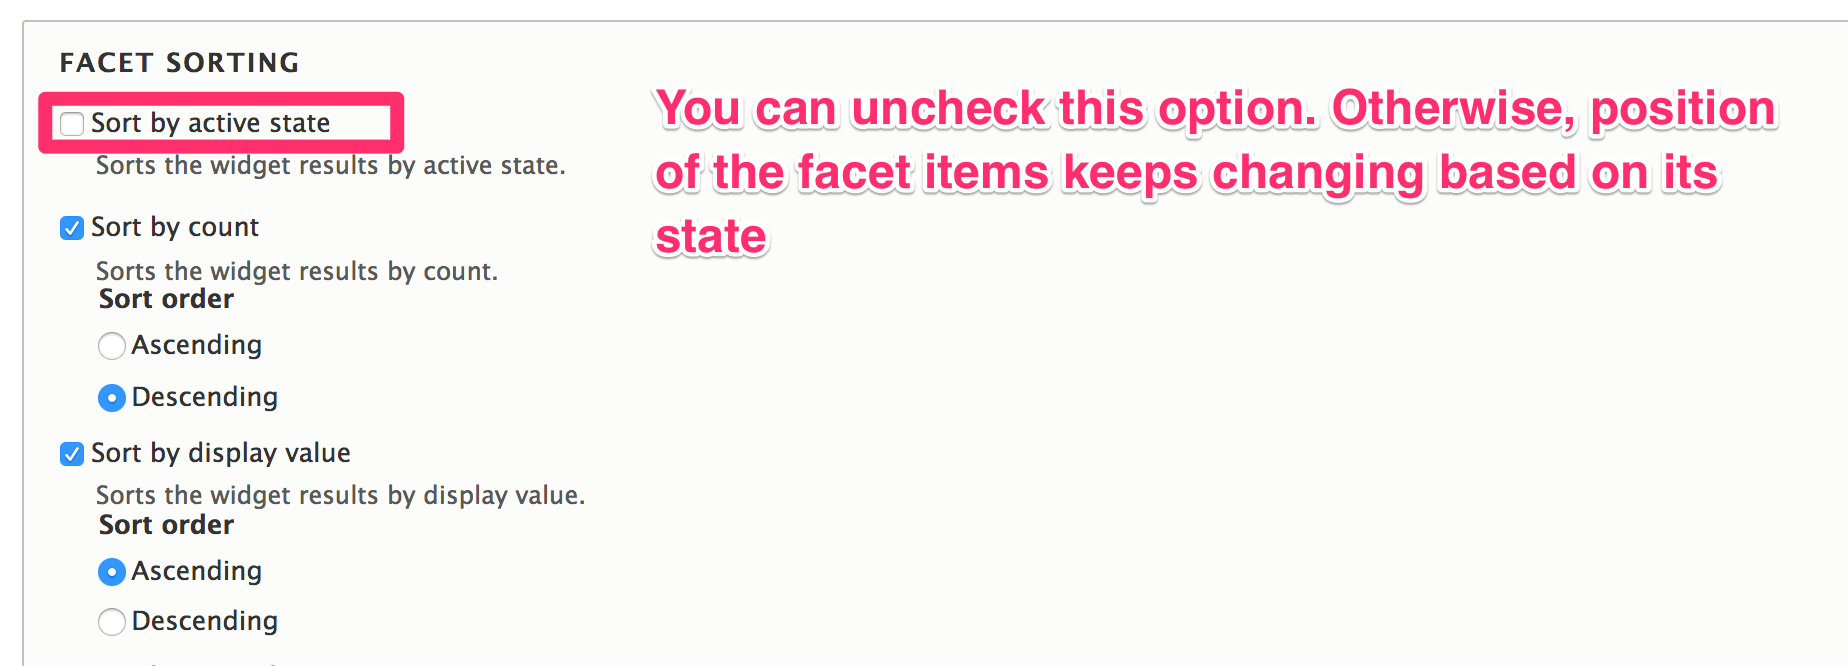 FACET SORTING
Sort by active state
Sorts the widget results by active state.
You can uncheck this option. Otherwise, position
of the facet items keeps changing based on its
state
Sort by count
Sorts the widget results by count.
Sort order
Ascending
Descending
Sort by display value
Sorts the widget results by display value.
Sort order
Ascending
Descending